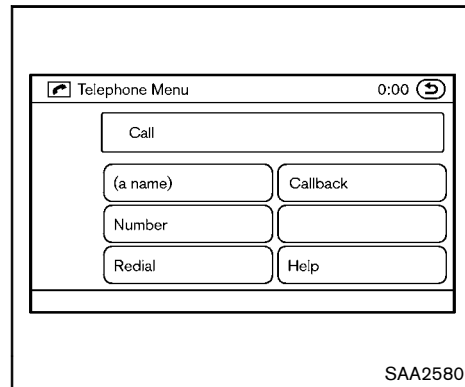 Telephone Menu 0:00
Call
(a name) Callback
Number
Redial Help
SAA2580